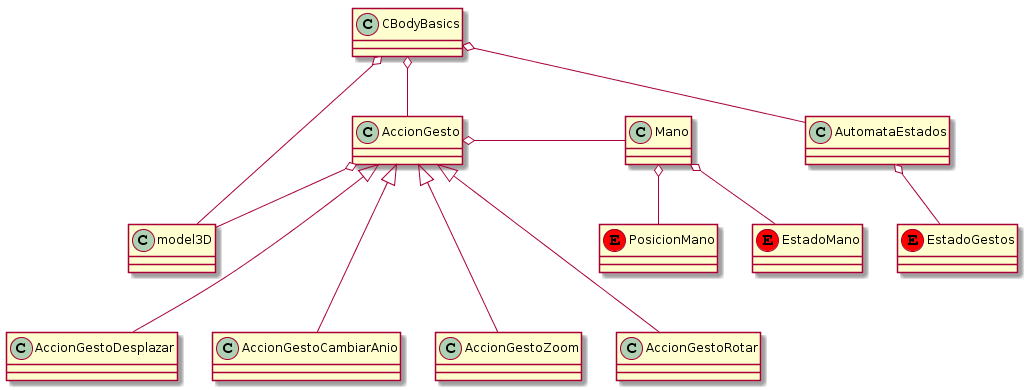 C CBodyBasics
C AccionGesto
C Mano
C AutomataEstados
C model3D
E PosicionMano
E EstadoMano
E EstadoGestos
C AccionGestoDesplazar
C AccionGestoCambiarAnio
C AccionGestoZoom
C AccionGestoRotar